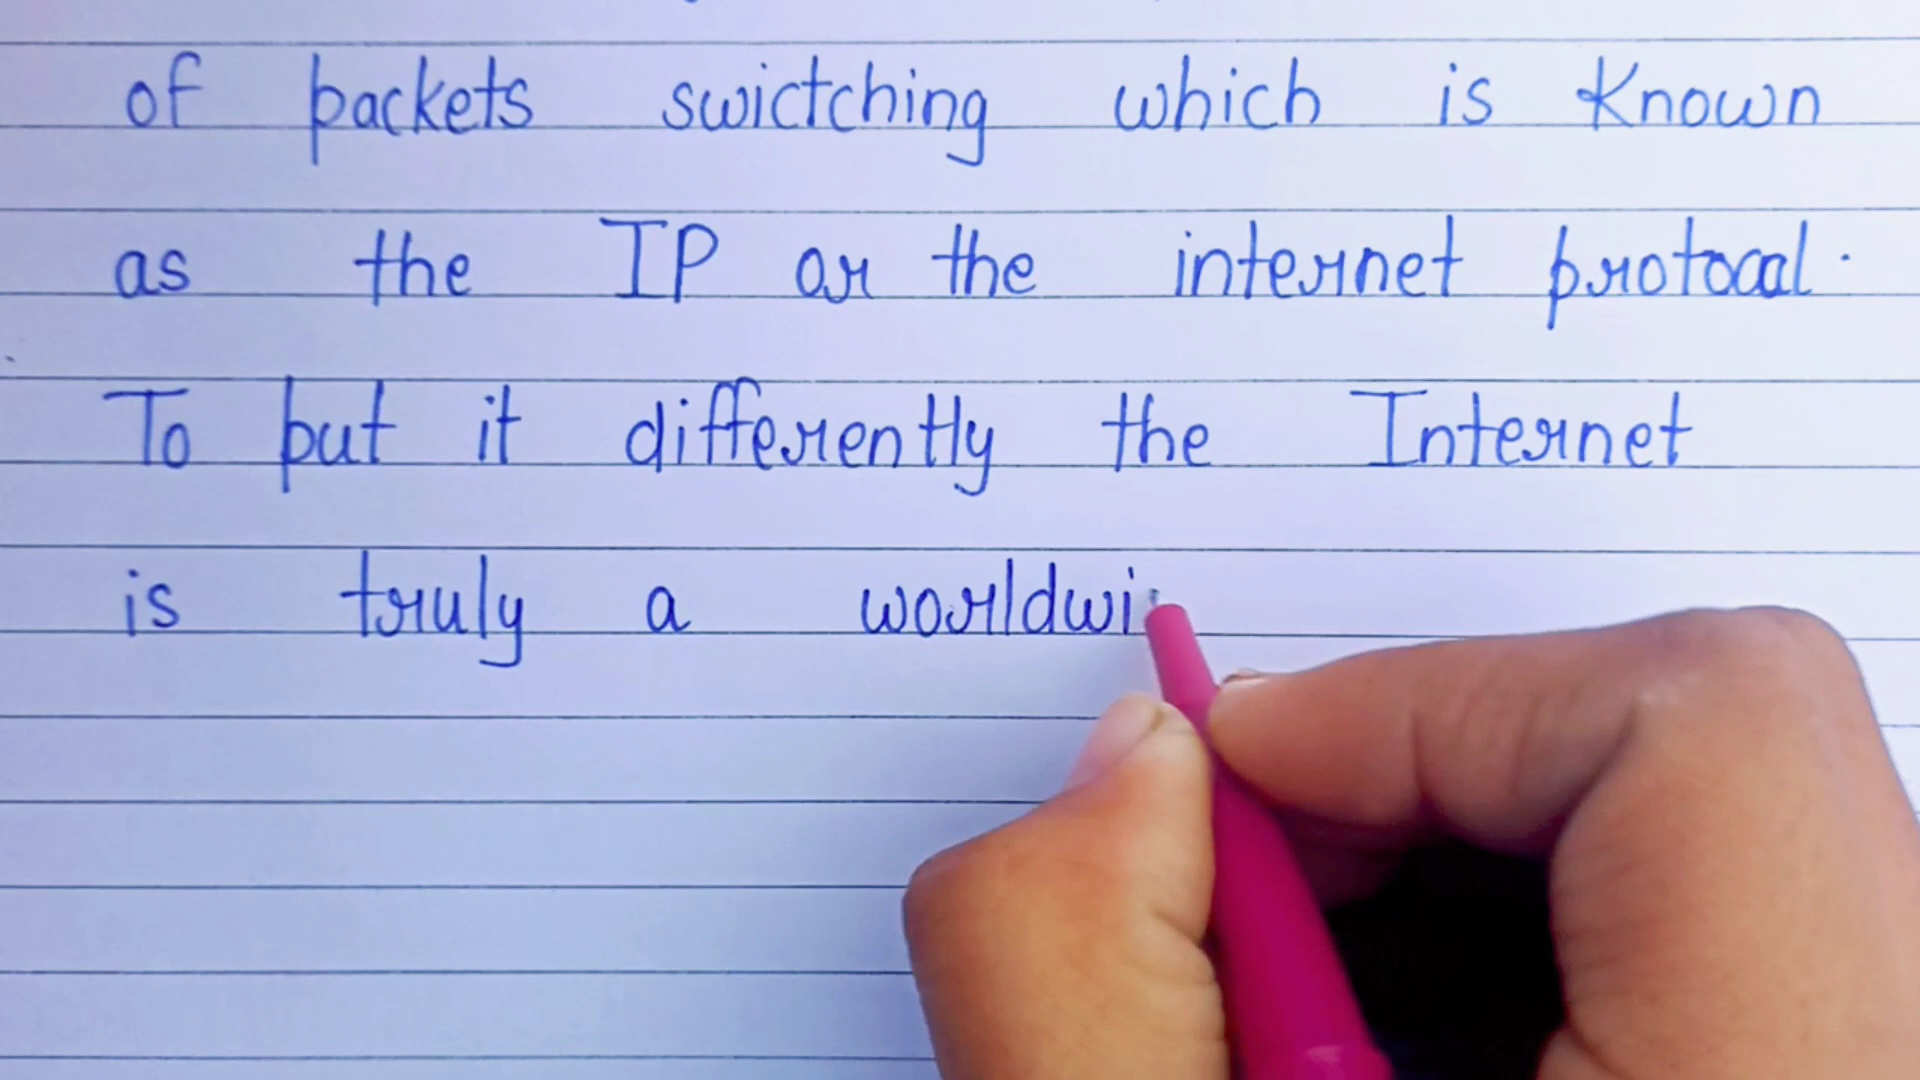 of packets swictching which is Known
as the IP or the internet protocal.
To put it differently the Internet
is truly a worldwi